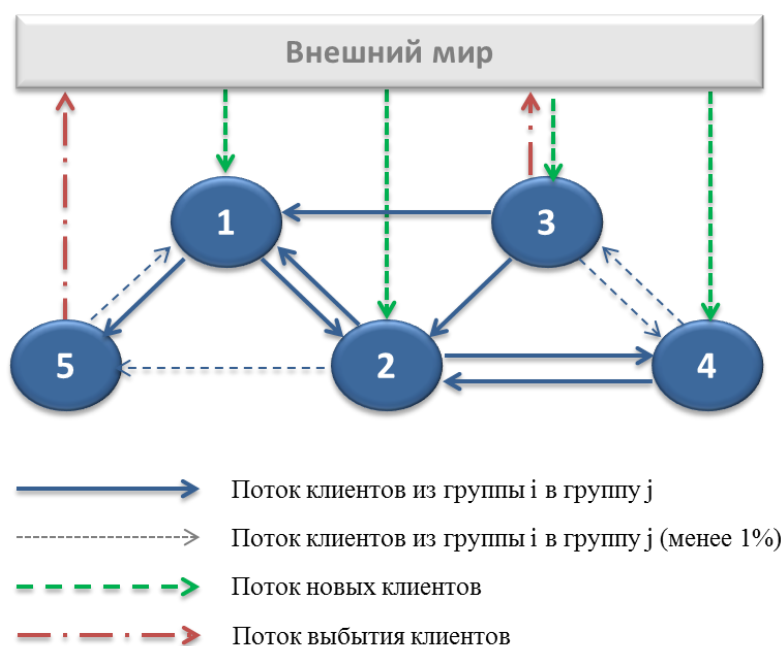 Внешний мир
1
3
5
2
4
Поток клиентов из группы i в группу j
Поток клиентов из группы i в группу j (менее 1%)
Поток новых клиентов
Поток выбытия клиентов